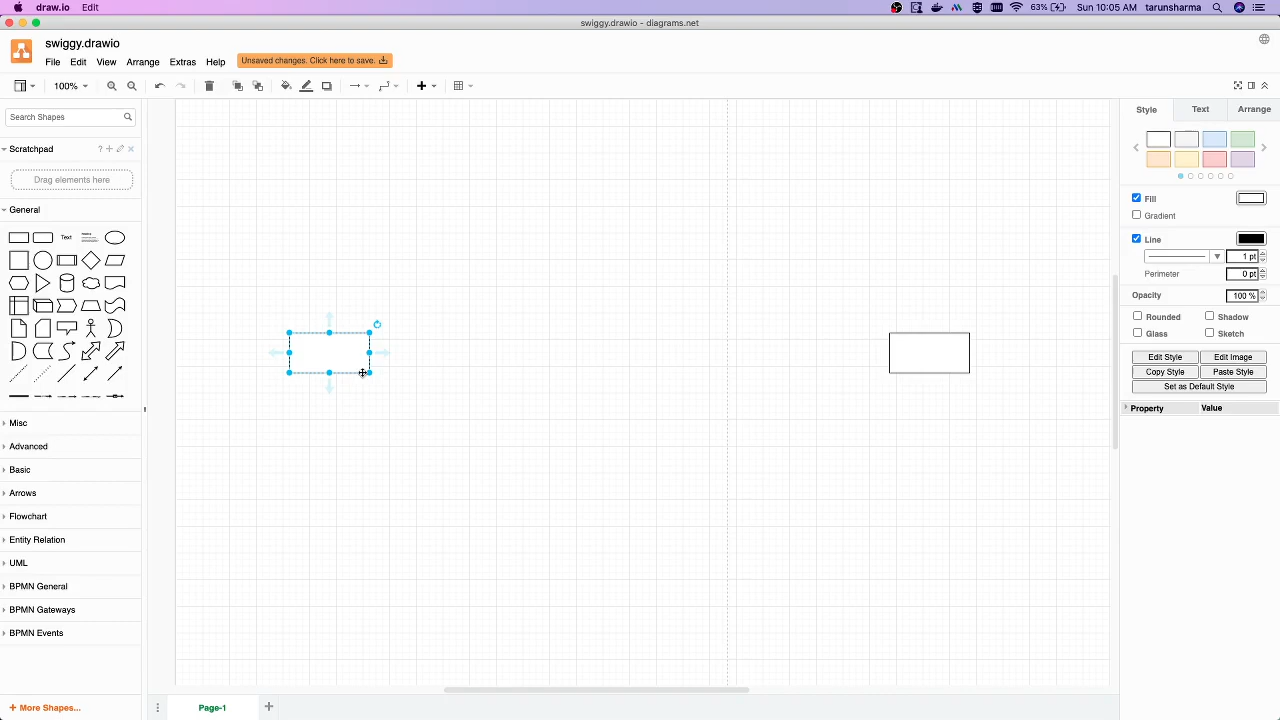 draw.io Edit 63% Sun 10:05 AM tarunsharma
swiggy.drawio - diagrams.net
swiggy.drawio
File Edit View Arrange Extras Help Unsaved changes. Click here to save.
100%
Search Shapes
Style Text Arrange
Scratchpad ?
Drag elements here
Fill
General
Gradient
Text
Line
1 pt
Perimeter 0 pt
Opacity 100 %
Rounded Shadow
Glass Sketch
Edit Style Edit Image
Copy Style Paste Style
Set as Default Style
Property Value
Misc
Advanced
Basic
Arrows
Flowchart
Entity Relation
UML
BPMN General
BPMN Gateways
BPMN Events
+ More Shapes...
Page-1